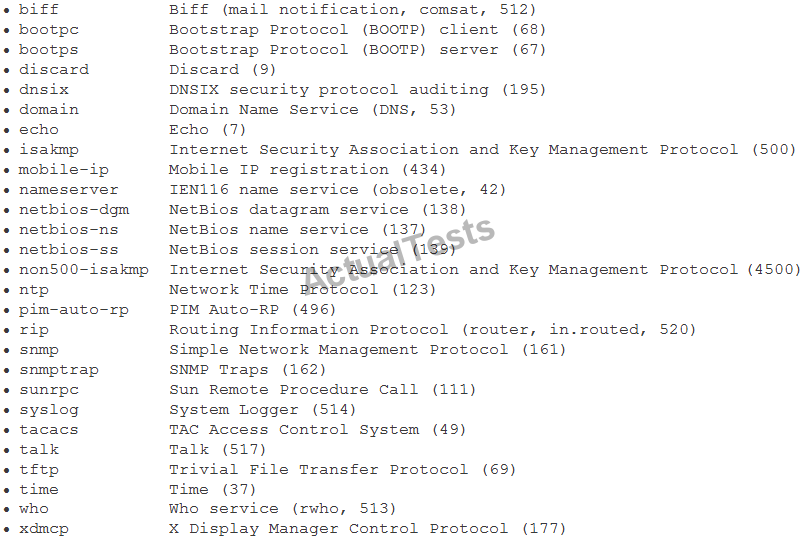 • biff Biff (mail notification, comsat, 512)
• bootpc Bootstrap Protocol (BOOTP) client (68)
• bootps Bootstrap Protocol (BOOTP) server (67)
• discard Discard (9)
• dnsix DNSIX security protocol auditing (195)
• domain Domain Name Service (DNS, 53)
• echo Echo (7)
• isakmp Internet Security Association and Key Management Protocol (500)
• mobile-ip Mobile IP registration (434)
• nameserver IEN116 name service (obsolete, 42)
• netbios-dgm NetBios datagram service (138)
• netbios-ns NetBios name service (137)
• netbios-ss NetBios session service (139)
• non500-isakmp Internet Security Association and Key Management Protocol (4500)
• ntp Network Time Protocol (123)
• pim-auto-rp PIM Auto-RP (496)
• rip Routing Information Protocol (router, in.routed, 520)
• snmp Simple Network Management Protocol (161)
• snmptrap SNMP Traps (162)
• sunrpc Sun Remote Procedure Call (111)
• syslog System Logger (514)
• tacacs TAC Access Control System (49)
• talk Talk (517)
• tftp Trivial File Transfer Protocol (69)
• time Time (37)
• who Who service (rwho, 513)
• xdmcp X Display Manager Control Protocol (177)
ActualTests